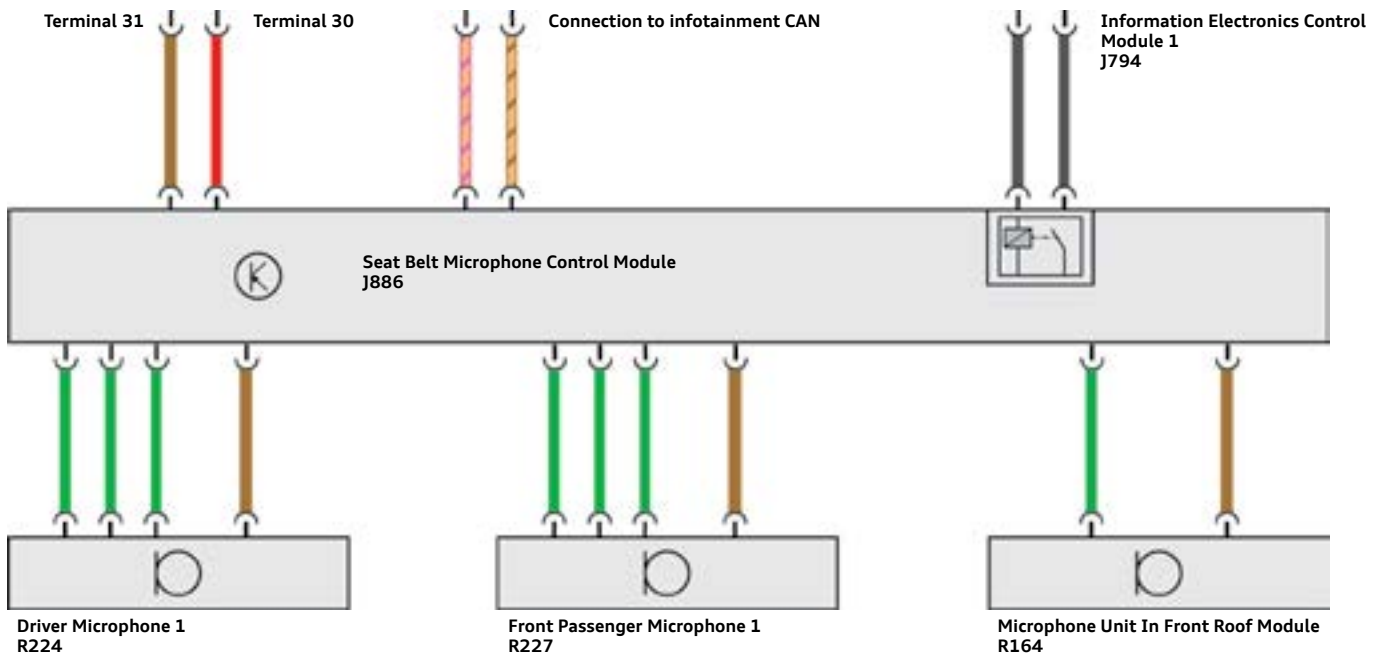 Terminal 31
Terminal 30
Connection to infotainment CAN
Information Electronics Control
Module 1
J794
Seat Belt Microphone Control Module
J886
Driver Microphone 1
R224
Front Passenger Microphone 1
R227
Microphone Unit In Front Roof Module
R164